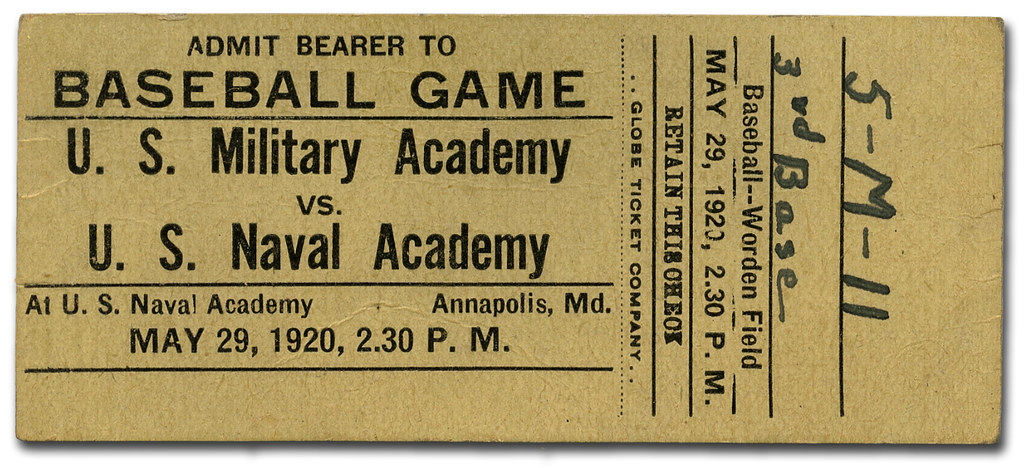 ADMIT BEARER TO
BASEBALL GAME
U. S. Military Academy
VS.
U. S. Naval Academy
At U. S. Naval Academy Annapolis, Md.
MAY 29, 1920, 2.30 P. M.
5-M-11
3rd Base
Baseball--Worden Field
MAY 29, 1920, 2.30 P. M.
RETAIN THIS CHECK
..GLOBE TICKET COMPANY..